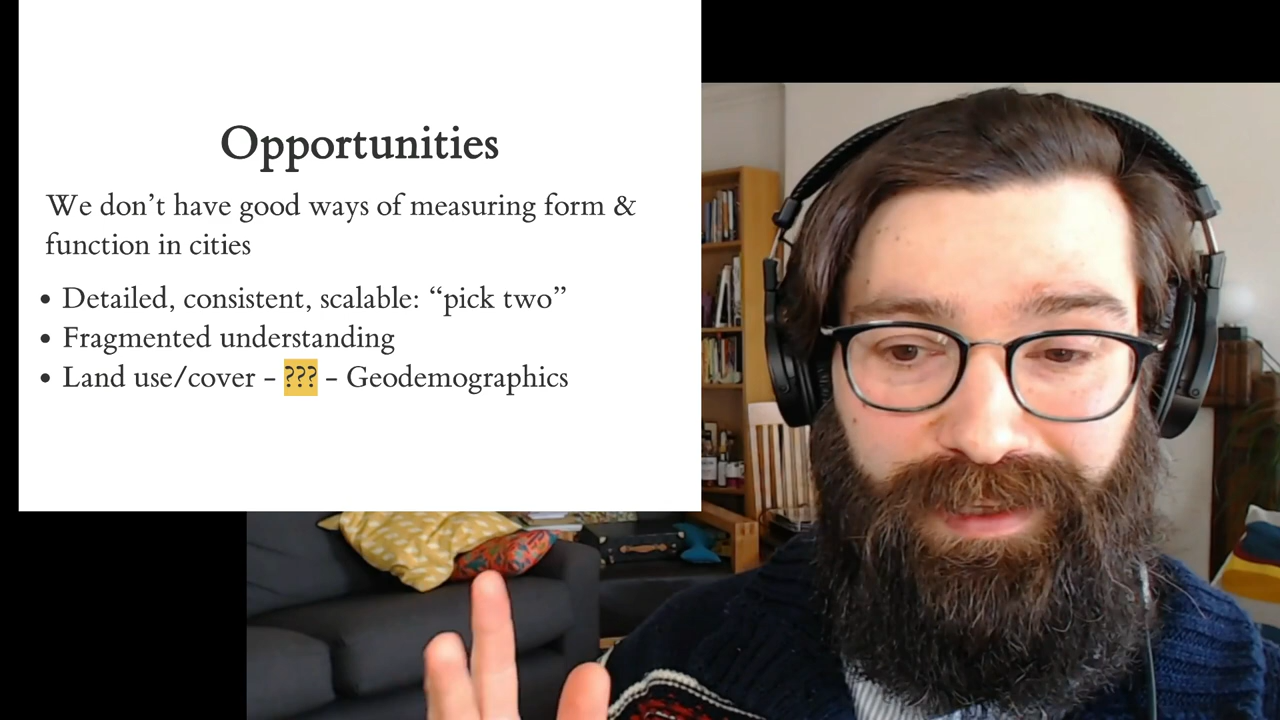 Opportunities
We don’t have good ways of measuring form &
function in cities
• Detailed, consistent, scalable: “pick two”
• Fragmented understanding
• Land use/cover – ??? – Geodemographics